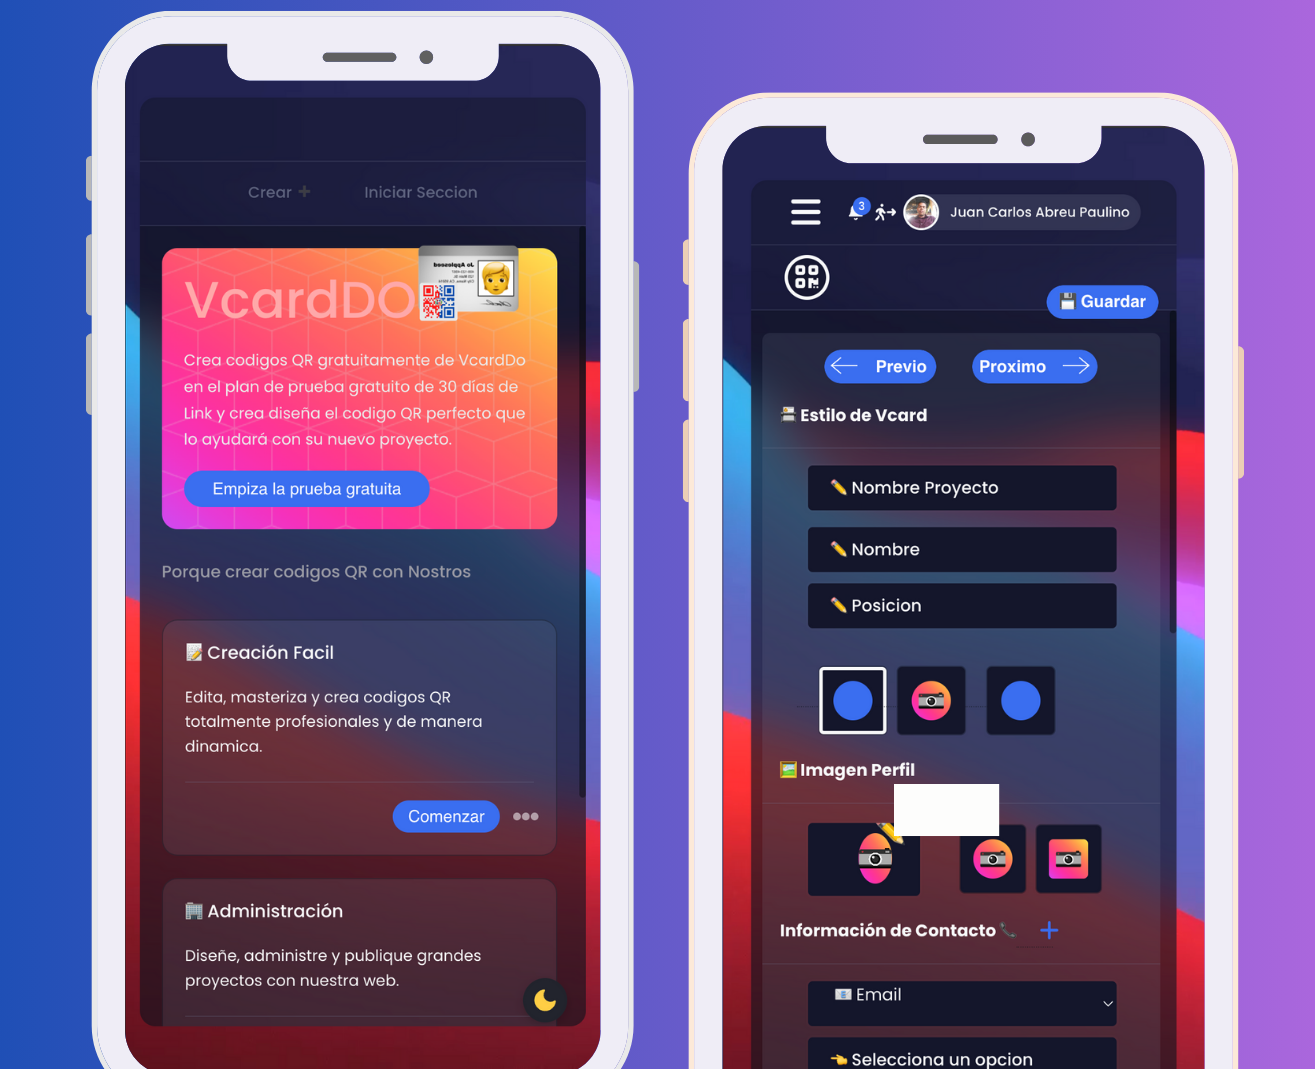 Crear
Iniciar Seccion
VcardDO
Crea codigos QR gratuitamente de VcardDo
en el plan de prueba gratuito de 30 días de
Link y crea diseña el codigo QR perfecto que
lo ayudará con su nuevo proyecto.
Empiza la prueba gratuita
Porque crear codigos QR con Nostros
Creación Facil
Edita, masteriza y crea codigos QR
totalmente profesionales y de manera
dinamica.
Comenzar
Administración
Diseñe, administre y publique grandes
proyectos con nuestra web.
3
Juan Carlos Abreu Paulino
Guardar
Previo
Proximo
Estilo de Vcard
Nombre Proyecto
Nombre
Posicion
Imagen Perfil
Información de Contacto
Email
Selecciona un opcion